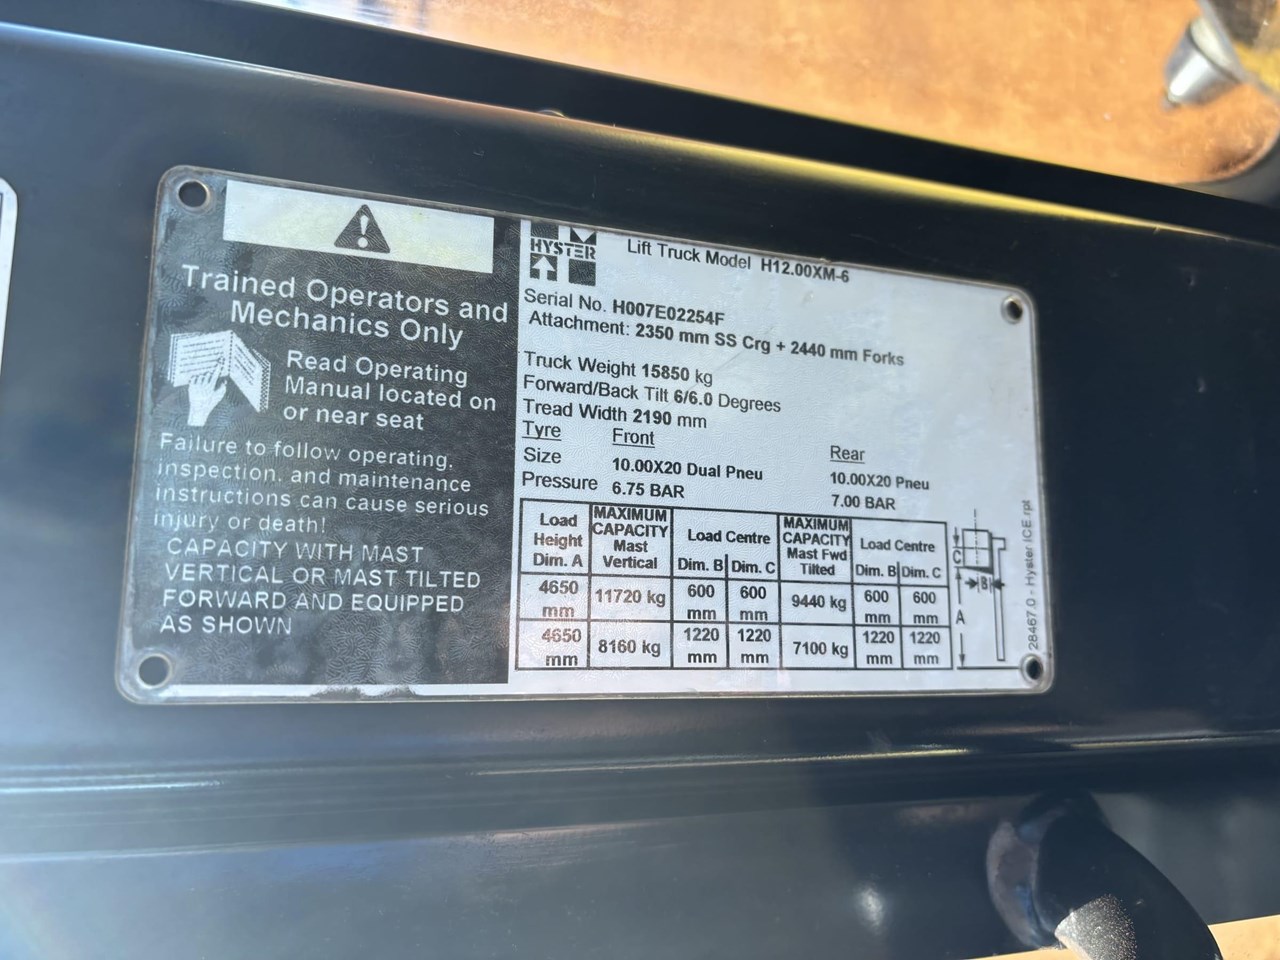 Trained Operators and
Mechanics Only
Read Operating
Manual located on
or near seat
Failure to follow operating,
inspection, and maintenance
instructions can cause serious
injury or death!
CAPACITY WITH MAST
VERTICAL OR MAST TILTED
FORWARD AND EQUIPPED
AS SHOWN
HYSTER
Lift Truck Model H12.00XM-6
Serial No. H007E02254F
Attachment: 2350 mm SS Crg + 2440 mm Forks
Truck Weight 15850 kg
Forward/Back Tilt 6/6.0 Degrees
Tread Width 2190 mm
Tyre Front Rear
Size 10.00X20 Dual Pneu 10.00X20 Pneu
Pressure 6.75 BAR 7.00 BAR
Load Height Dim. A MAXIMUM CAPACITY Mast Vertical Load Centre Dim. B Dim. C MAXIMUM CAPACITY Mast Fwd Tilted Load Centre Dim. B Dim. C
4650 mm 11720 kg 600 mm 600 mm 9440 kg 600 mm 600 mm
4650 mm 8160 kg 1220 mm 1220 mm 7100 kg 1220 mm 1220 mm
C
B
A
28467.0 - Hyster ICE.rpt